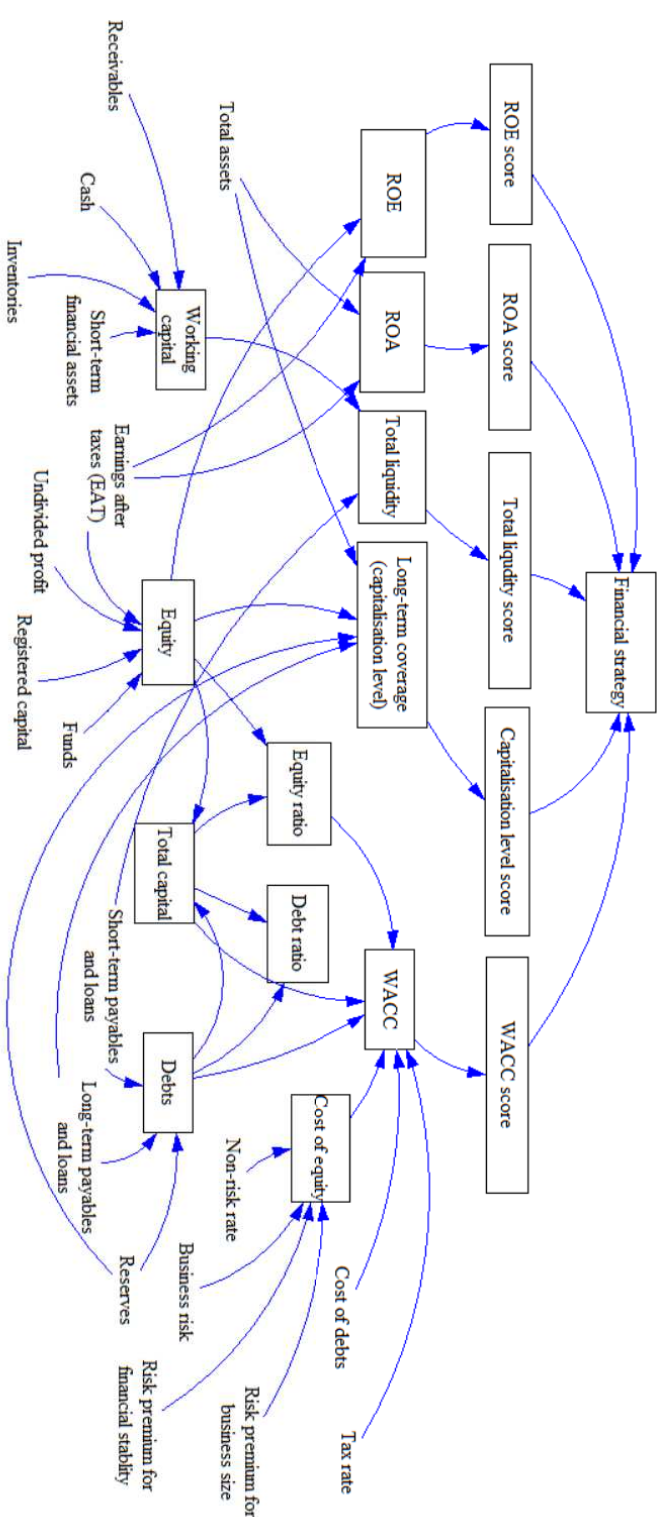 Financial strategy
ROE score
ROA score
Total liqudity score
Capitalisation level score
WACC score
ROE
ROA
Total liquidity
Long-term coverage
(capitalisation level)
WACC
Cost of debts
Tax rate
Equity ratio
Debt ratio
Cost of equity
Total assets
Non-risk rate
Risk premium for
business size
Working
capital
Equity
Total capital
Debts
Business risk
Risk premium for
financial stablity
Receivables
Cash
Inventories
Short-term
financial assets
Earnings after
taxes (EAT)
Undivided profit
Registered capital
Funds
Short-term payables
and loans
Long-term payables
and loans
Reserves